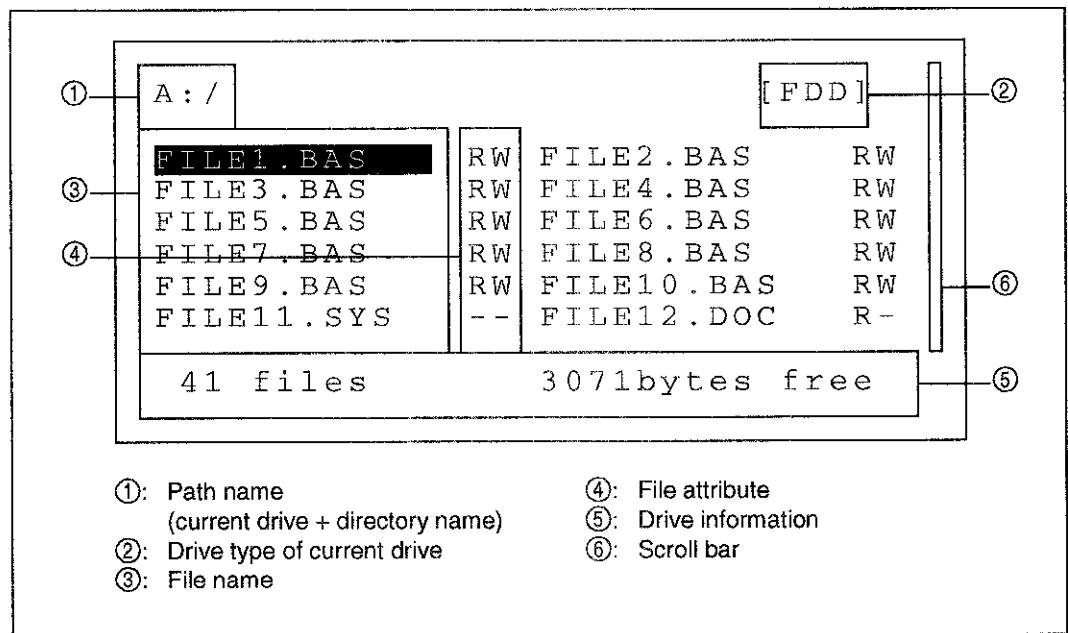 ① A:/ [FDD] ②
FILE1.BAS RW FILE2.BAS RW
③ FILE3.BAS RW FILE4.BAS RW
FILE5.BAS RW FILE6.BAS RW
④ FILE7.BAS RW FILE8.BAS RW
FILE9.BAS RW FILE10.BAS RW ⑥
FILE11.SYS -- FILE12.DOC R-
41 files 3071bytes free ⑤
①: Path name
(current drive + directory name)
②: Drive type of current drive
③: File name
④: File attribute
⑤: Drive information
⑥: Scroll bar